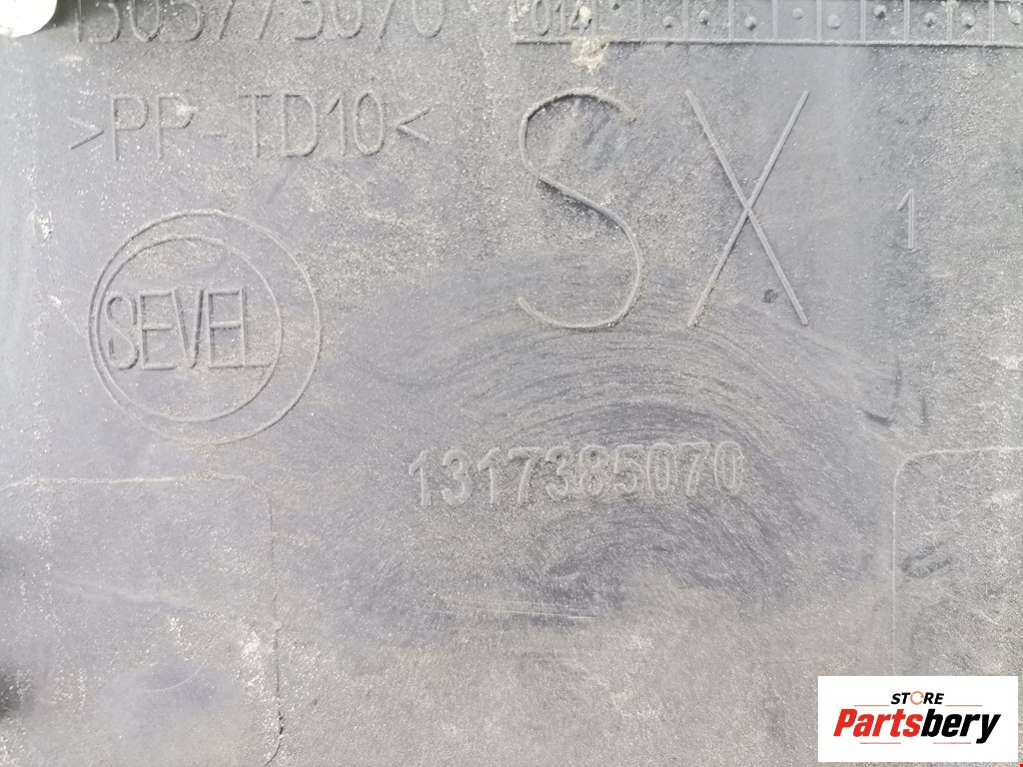 >PP-TD10<
SX
1
SEVEL
1317385070
STORE
Partsbery